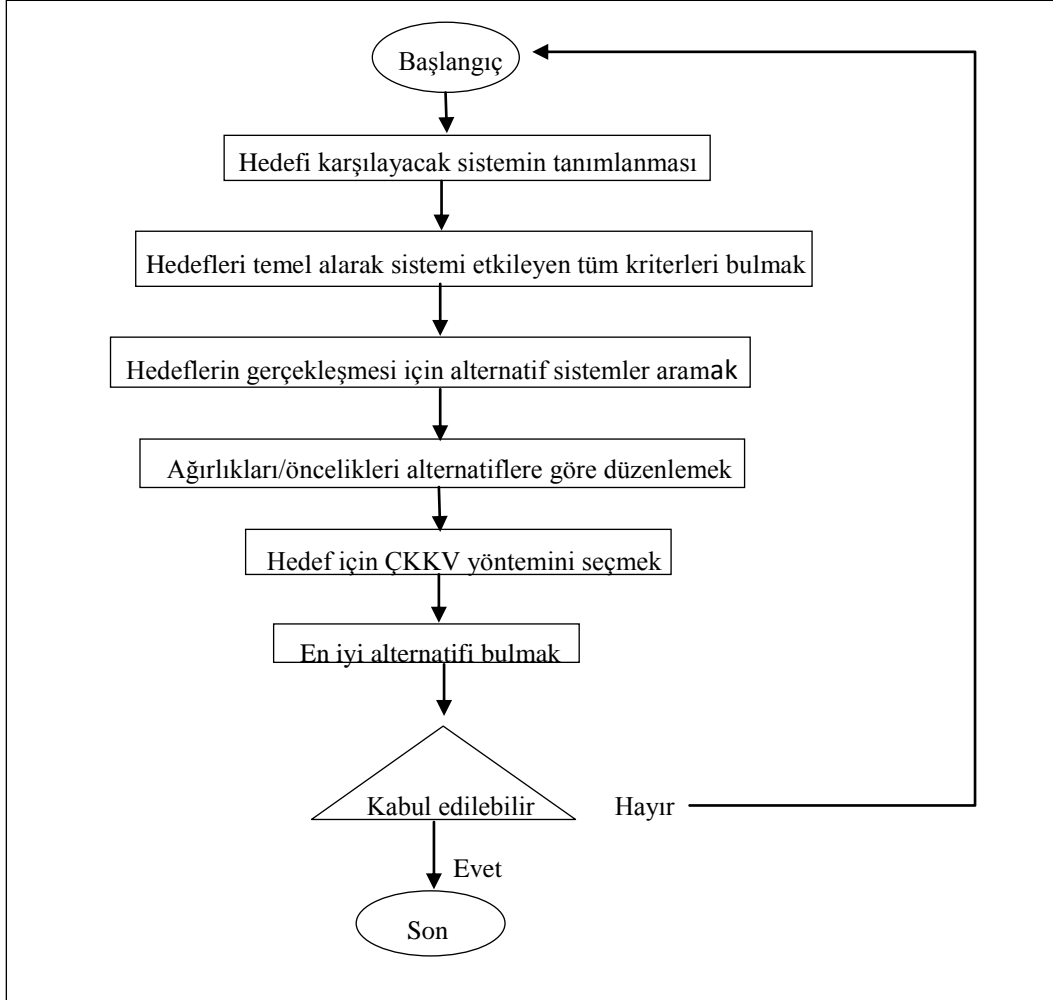 Başlangıç
Hedefi karşılayacak sistemin tanımlanması
Hedefleri temel alarak sistemi etkileyen tüm kriterleri bulmak
Hedeflerin gerçekleşmesi için alternatif sistemler aramak
Ağırlıkları/öncelikleri alternatiflere göre düzenlemek
Hedef için ÇKKV yöntemini seçmek
En iyi alternatifi bulmak
Kabul edilebilir
Hayır
Evet
Son